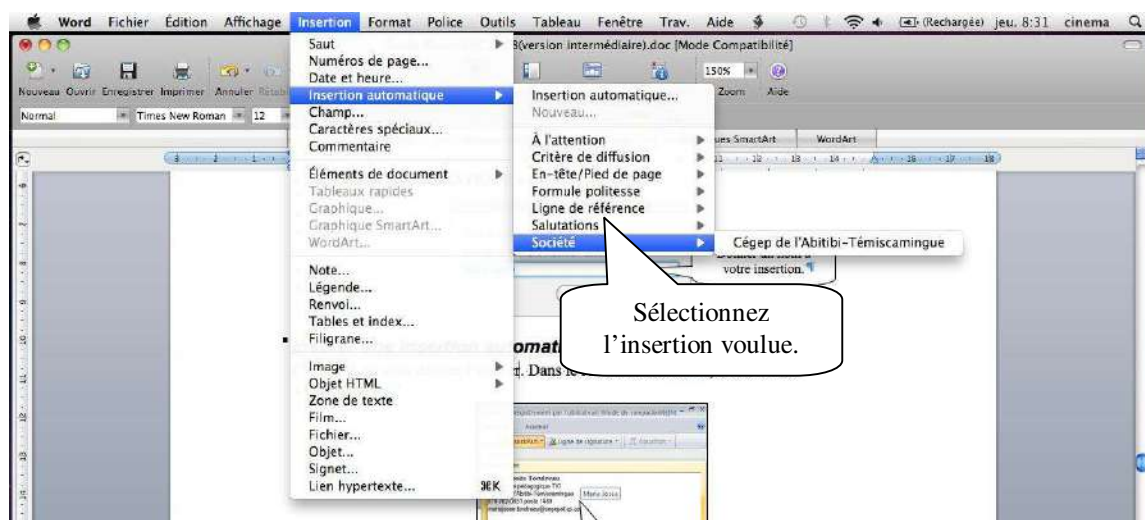 Word Fichier Édition Affichage Insertion Format Police Outils Tableau Fenêtre Trav. Aide (Rechargée) jeu. 8:31 cinema
(version intermédiaire).doc [Mode Compatibilité]
Nouveau Ouvrir Enregistrer Imprimer Annuler 150% Zoom Aide
Normal Times New Roman 12
SmartArt WordArt
Saut
Numéros de page...
Date et heure...
Insertion automatique
Champ...
Caractères spéciaux...
Commentaire
Éléments de document
Tableaux rapides
Graphique...
Graphique SmartArt...
WordArt...
Note...
Légende...
Renvoi...
Tables et index...
Filigrane...
Image
Objet HTML
Zone de texte
Film...
Fichier...
Objet...
Signet...
Lien hypertexte... ⌘K
Insertion automatique...
Nouveau...
À l'attention
Critère de diffusion
En-tête/Pied de page
Formule politesse
Ligne de référence
Salutations
Société
Cégep de l'Abitibi-Témiscamingue
votre insertion.
Sélectionnez
l'insertion voulue.
. Dans le